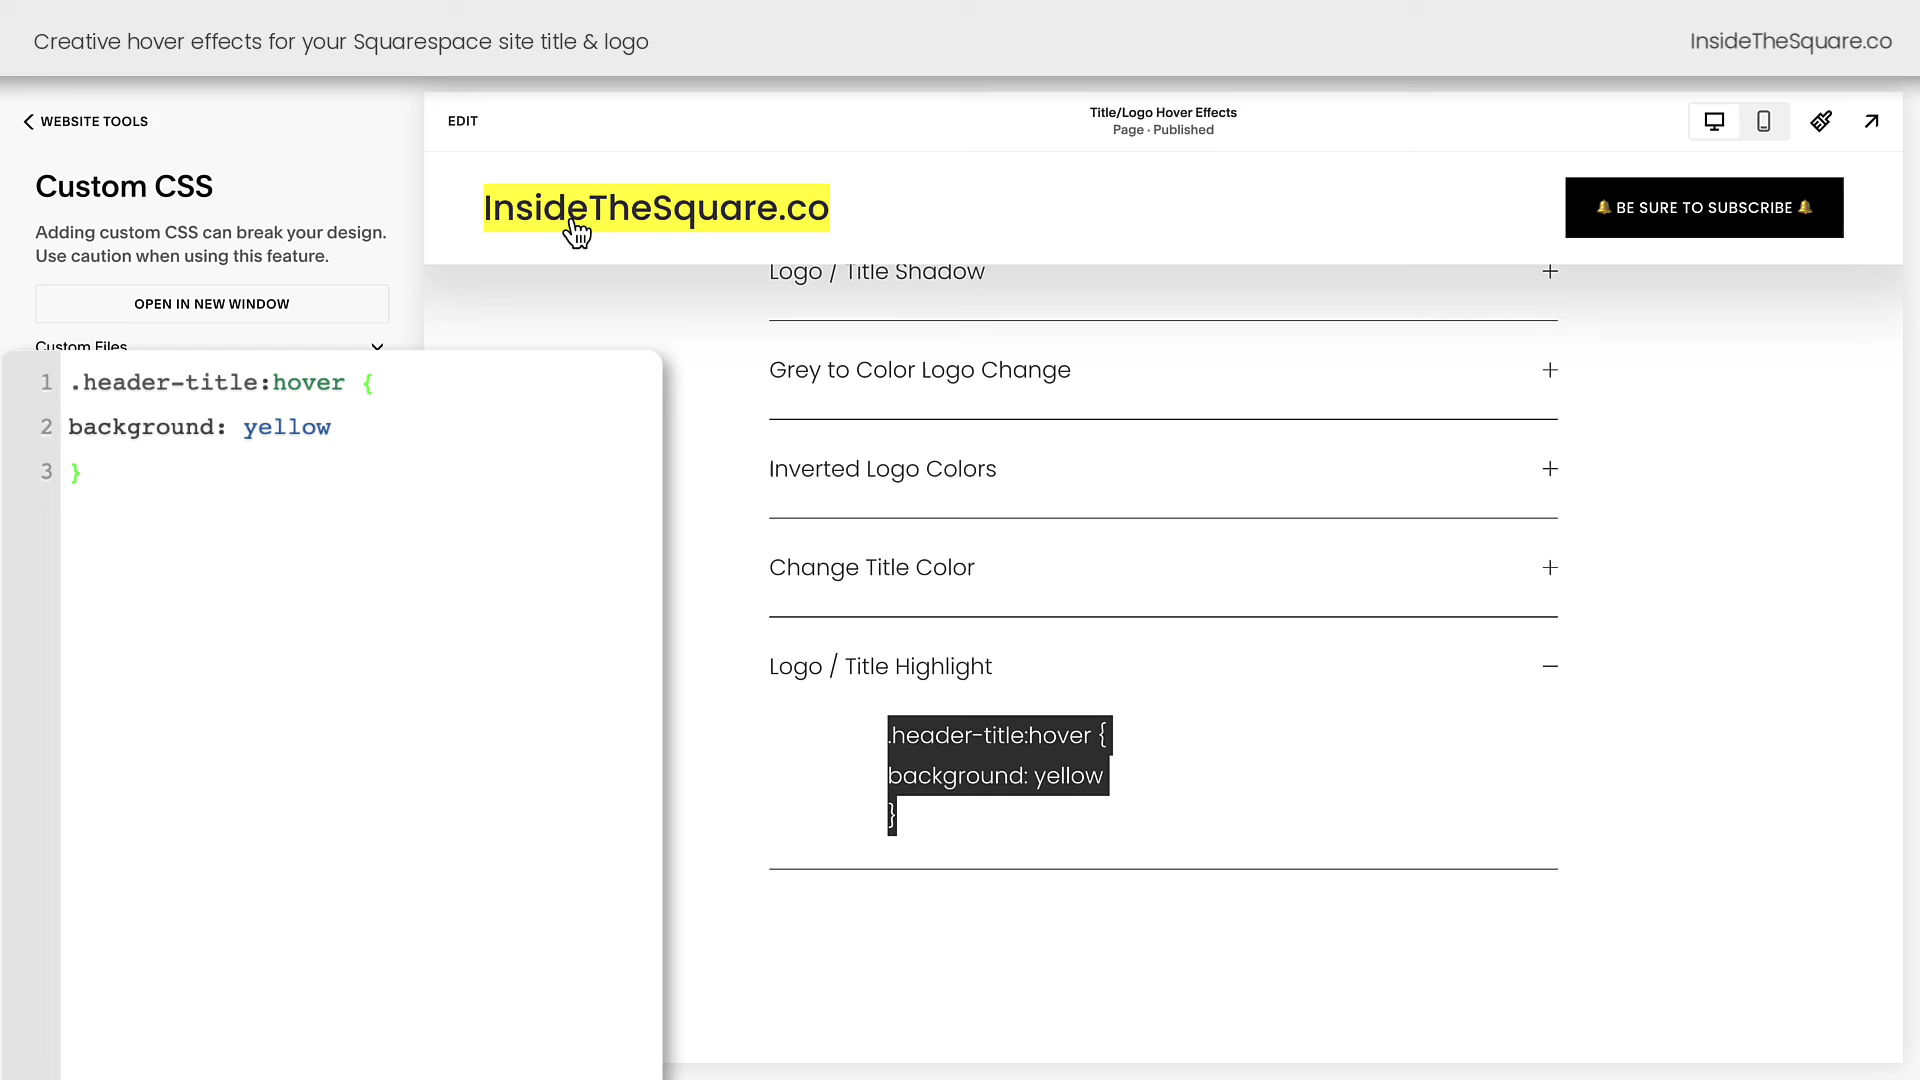 Creative hover effects for your Squarespace site title & logo
InsideTheSquare.co
WEBSITE TOOLS
EDIT
Title/Logo Hover Effects
Page · Published
Custom CSS
Adding custom CSS can break your design.
Use caution when using this feature.
OPEN IN NEW WINDOW
Custom Files
InsideTheSquare.co
🔔 BE SURE TO SUBSCRIBE 🔔
1 .header-title:hover {
2 background: yellow
3 }
Logo / Title Shadow
Grey to Color Logo Change
Inverted Logo Colors
Change Title Color
Logo / Title Highlight
.header-title:hover {
background: yellow
}